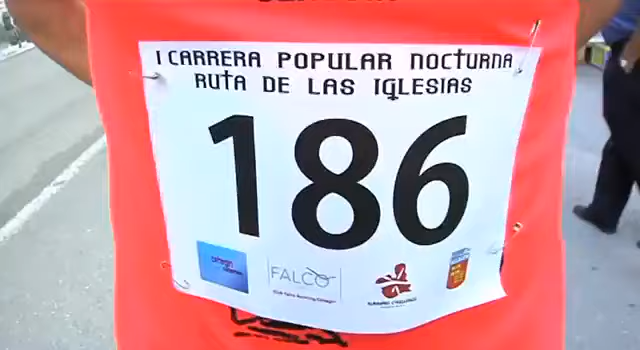 I CARRERA POPULAR NOCTURNA
RUTA DE LAS IGLESIAS
186
FALCO